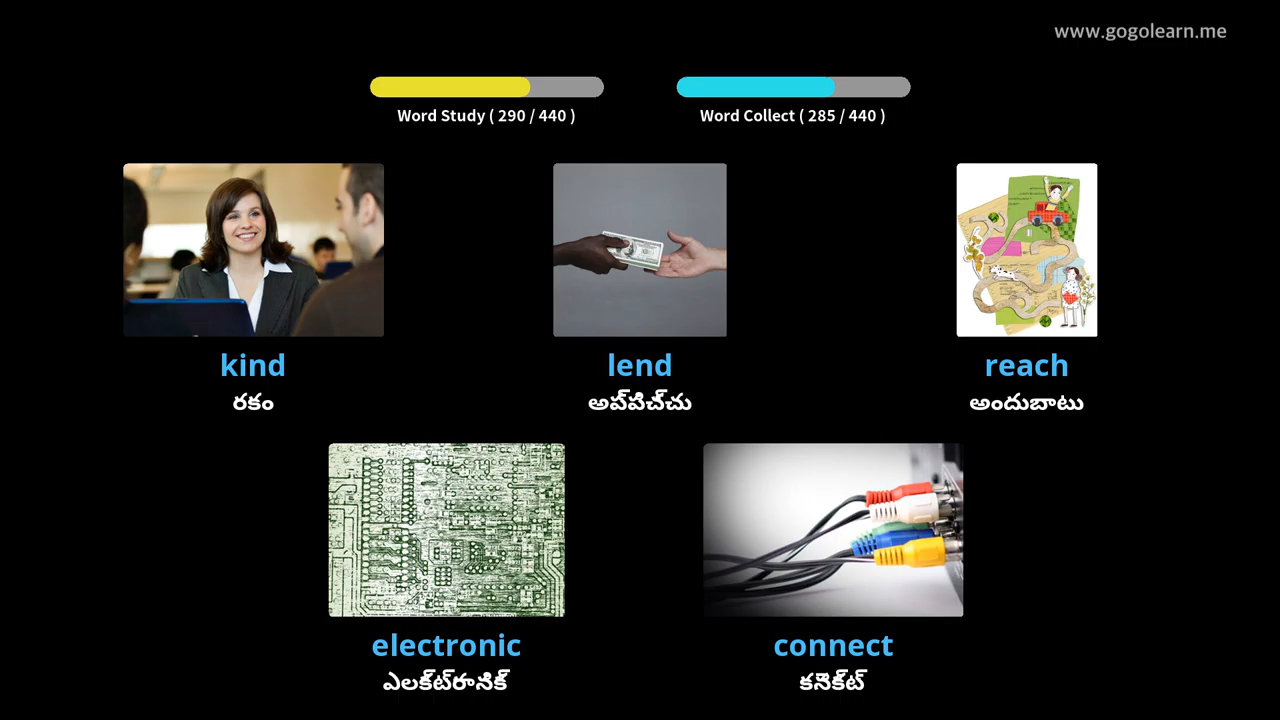 www.gogolearn.me
Word Study ( 290 / 440 )
Word Collect ( 285 / 440 )
kind
రకం
lend
అప్పిచ్చు
reach
అందుబాటు
electronic
ఎలక్ట్రానిక్
connect
కనెక్ట్